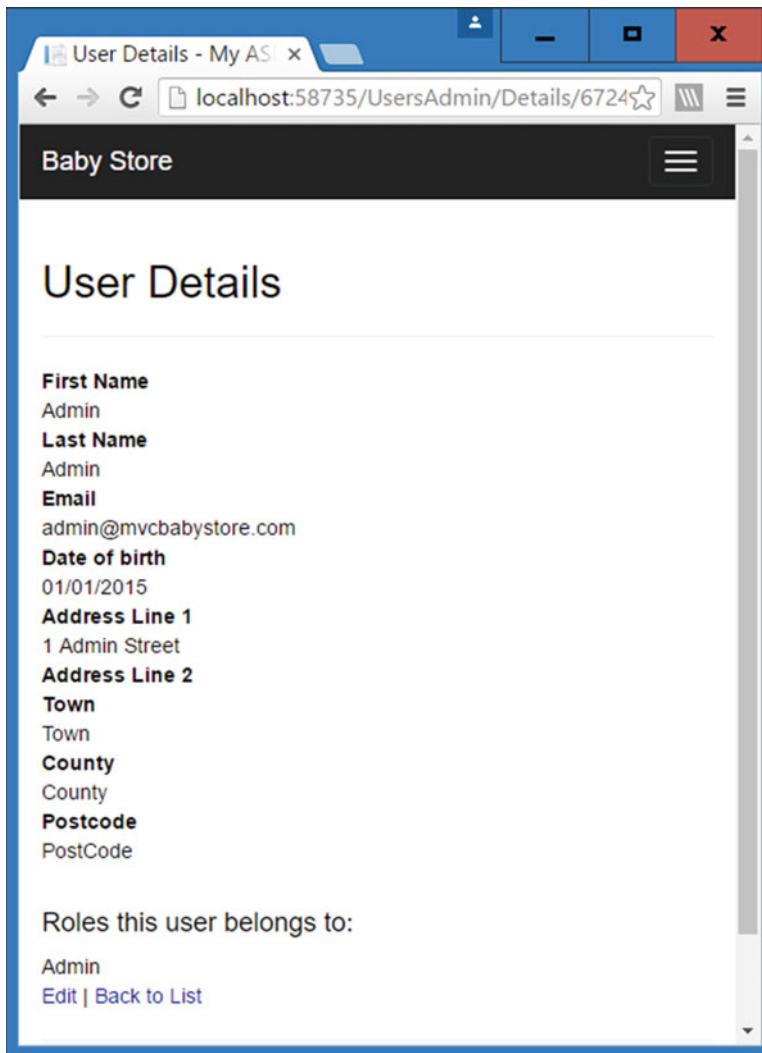 User Details - My AS
localhost:58735/UsersAdmin/Details/6724
Baby Store
User Details
First Name
Admin
Last Name
Admin
Email
admin@mvcbabystore.com
Date of birth
01/01/2015
Address Line 1
1 Admin Street
Address Line 2
Town
Town
County
County
Postcode
PostCode
Roles this user belongs to:
Admin
Edit | Back to List